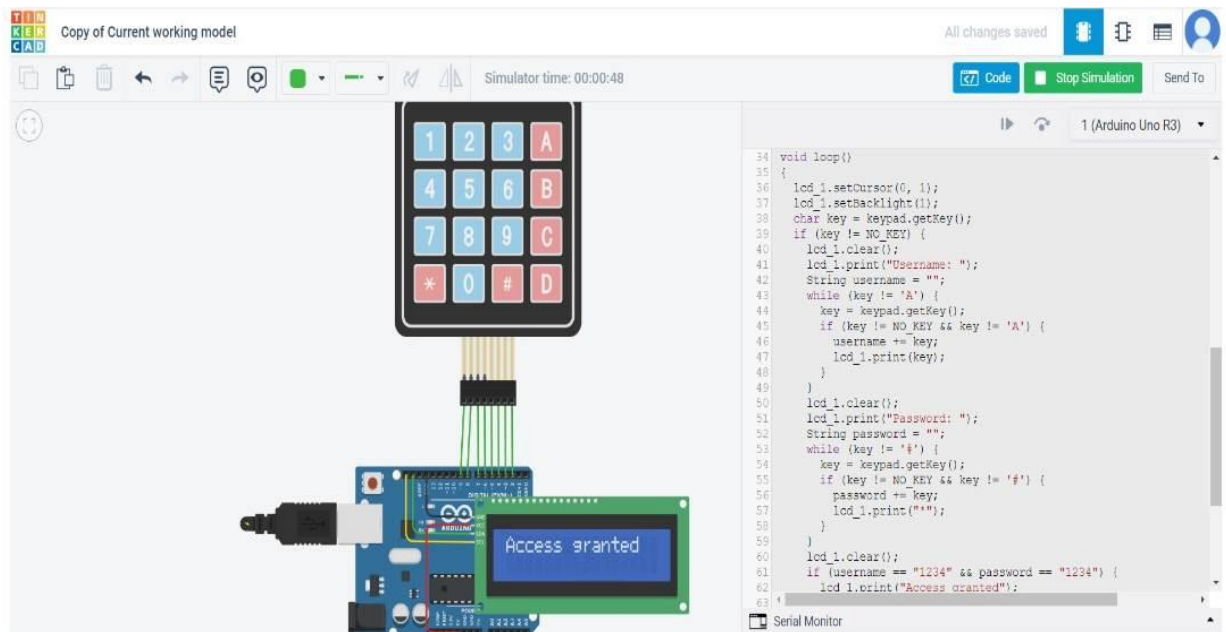 TIN
KER
CAD
Copy of Current working model
All changes saved
Simulator time: 00:00:48
Code
Stop Simulation
Send To
1 (Arduino Uno R3)
1 2 3 A
4 5 6 B
7 8 9 C
* 0 # D
Access granted
34 void loop()
35 {
36 lcd_1.setCursor(0, 1);
37 lcd_1.setBacklight(1);
38 char key = keypad.getKey();
39 if (key != NO_KEY) {
40 lcd_1.clear();
41 lcd_1.print("Username: ");
42 String username = "";
43 while (key != 'A') {
44 key = keypad.getKey();
45 if (key != NO_KEY && key != 'A') {
46 username += key;
47 lcd_1.print(key);
48 }
49 }
50 lcd_1.clear();
51 lcd_1.print("Password: ");
52 String password = "";
53 while (key != '#') {
54 key = keypad.getKey();
55 if (key != NO_KEY && key != '#') {
56 password += key;
57 lcd_1.print("*");
58 }
59 }
60 lcd_1.clear();
61 if (username == "1234" && password == "1234") {
62 lcd_1.print("Access granted");
63
Serial Monitor